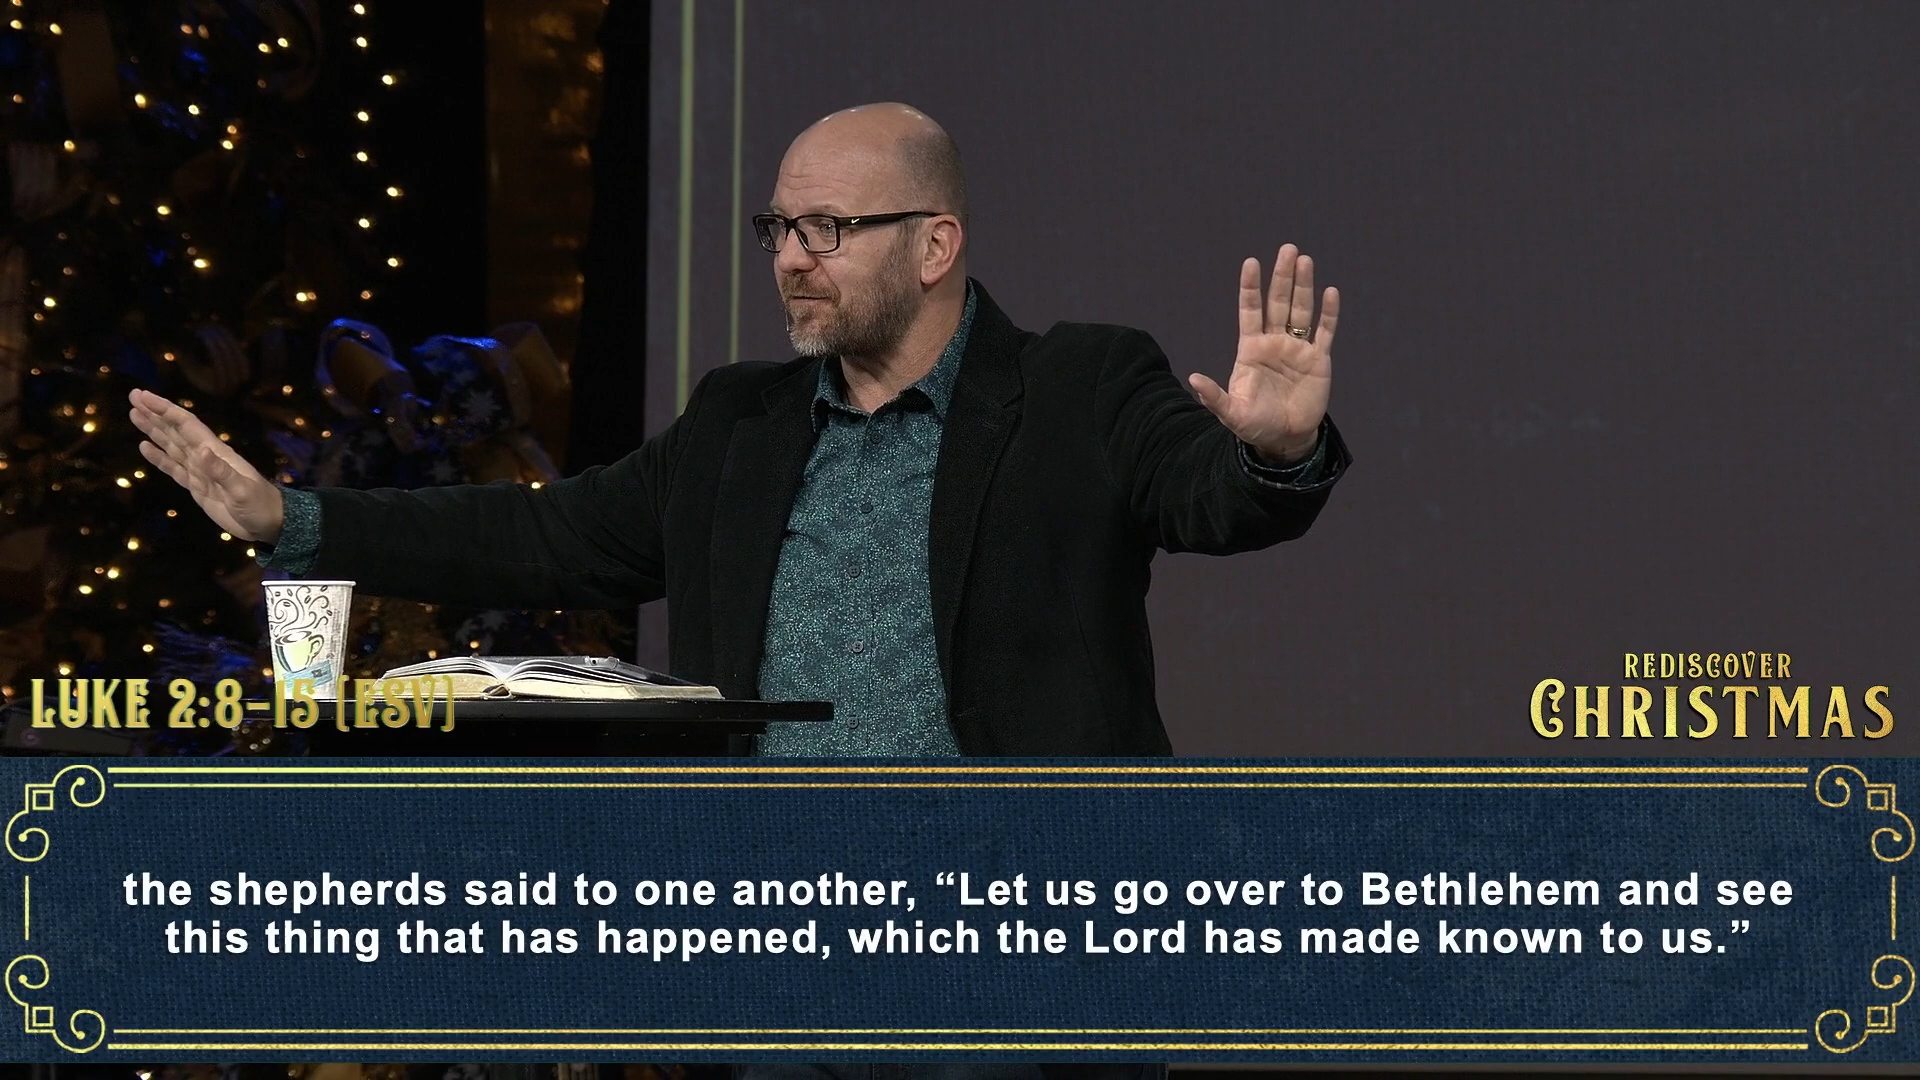 LUKE 2:8-15 (ESV)
REDISCOVER
CHRISTMAS
the shepherds said to one another, “Let us go over to Bethlehem and see
this thing that has happened, which the Lord has made known to us.”